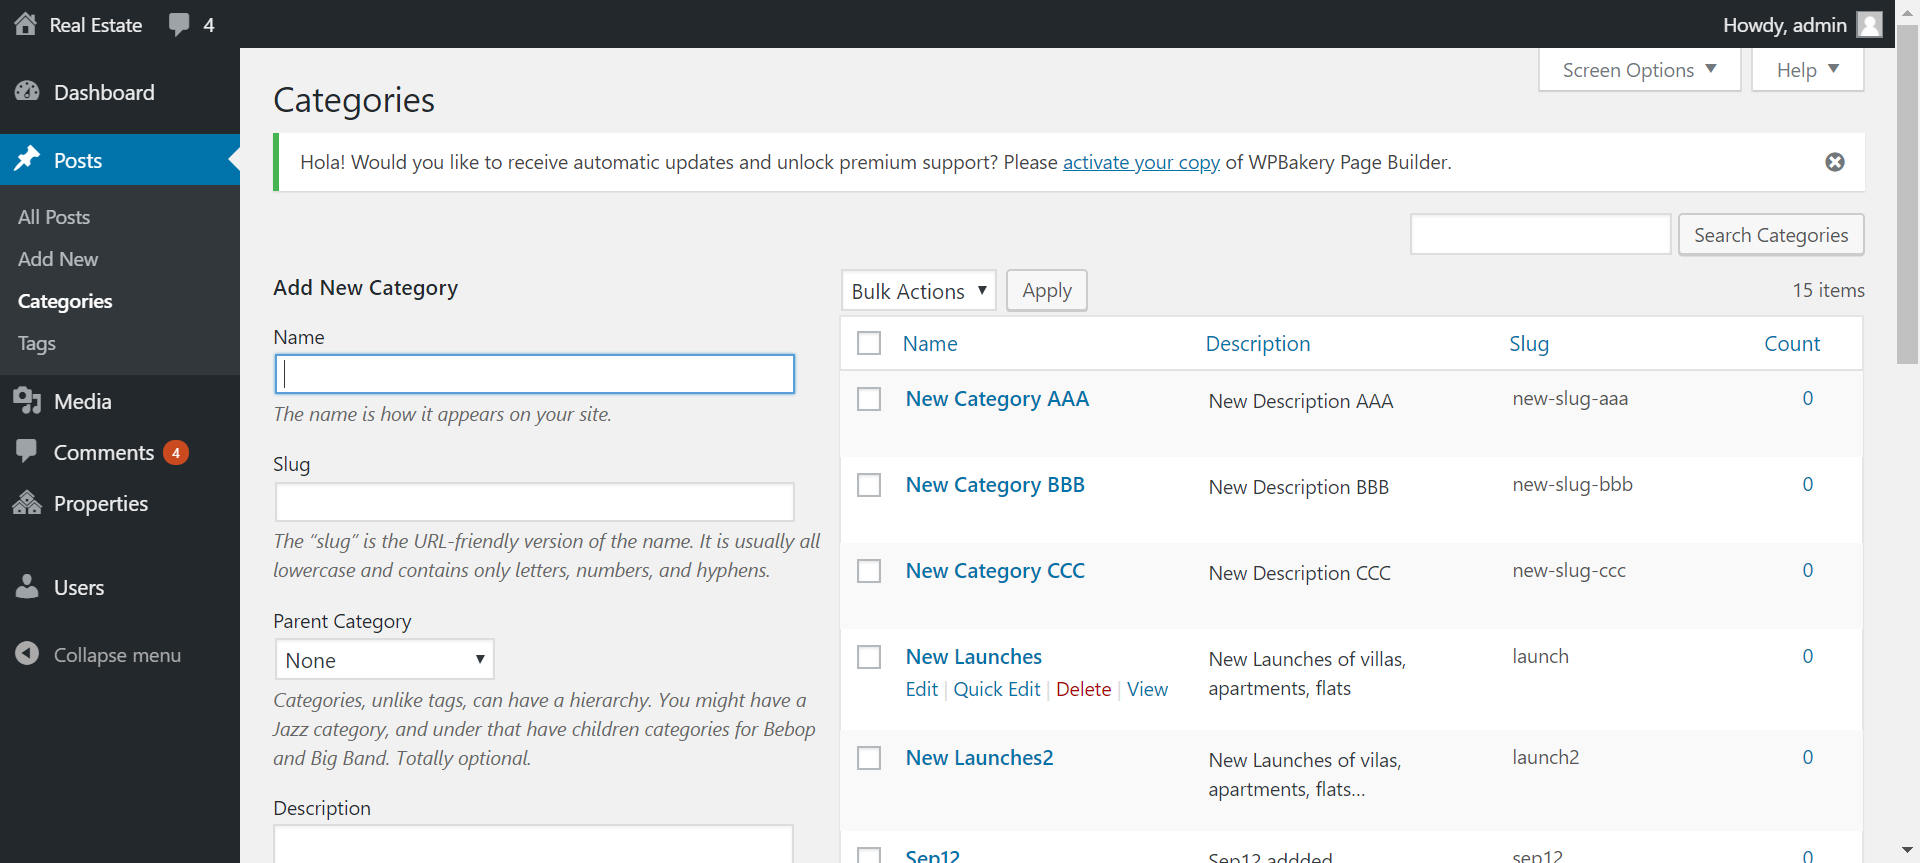 Real Estate
4
Howdy, admin
Dashboard
Posts
All Posts
Add New
Categories
Tags
Media
Comments 4
Properties
Users
Collapse menu
Screen Options
Help
Categories
Hola! Would you like to receive automatic updates and unlock premium support? Please activate your copy of WPBakery Page Builder.
Search Categories
Add New Category
Name
The name is how it appears on your site.
Slug
The “slug” is the URL-friendly version of the name. It is usually all
lowercase and contains only letters, numbers, and hyphens.
Parent Category
None
Categories, unlike tags, can have a hierarchy. You might have a
Jazz category, and under that have children categories for Bebop
and Big Band. Totally optional.
Description
Bulk Actions
Apply
15 items
Name Description Slug Count
New Category AAA New Description AAA new-slug-aaa 0
New Category BBB New Description BBB new-slug-bbb 0
New Category CCC New Description CCC new-slug-ccc 0
New Launches New Launches of villas, launch 0
Edit | Quick Edit | Delete | View apartments, flats
New Launches2 New Launches of vilas, launch2 0
apartments, flats...
Sep12 Sep12 addded sep12 0